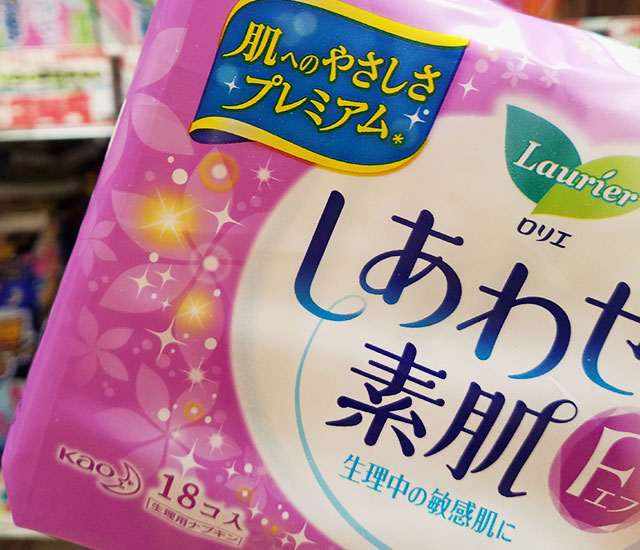 肌へのやさしさ
プレミアム*
Laurier
ロリエ
しあわせ
素肌
F
エフ
生理中の敏感肌に
Kao
18コ入
[生理用ナプキン]